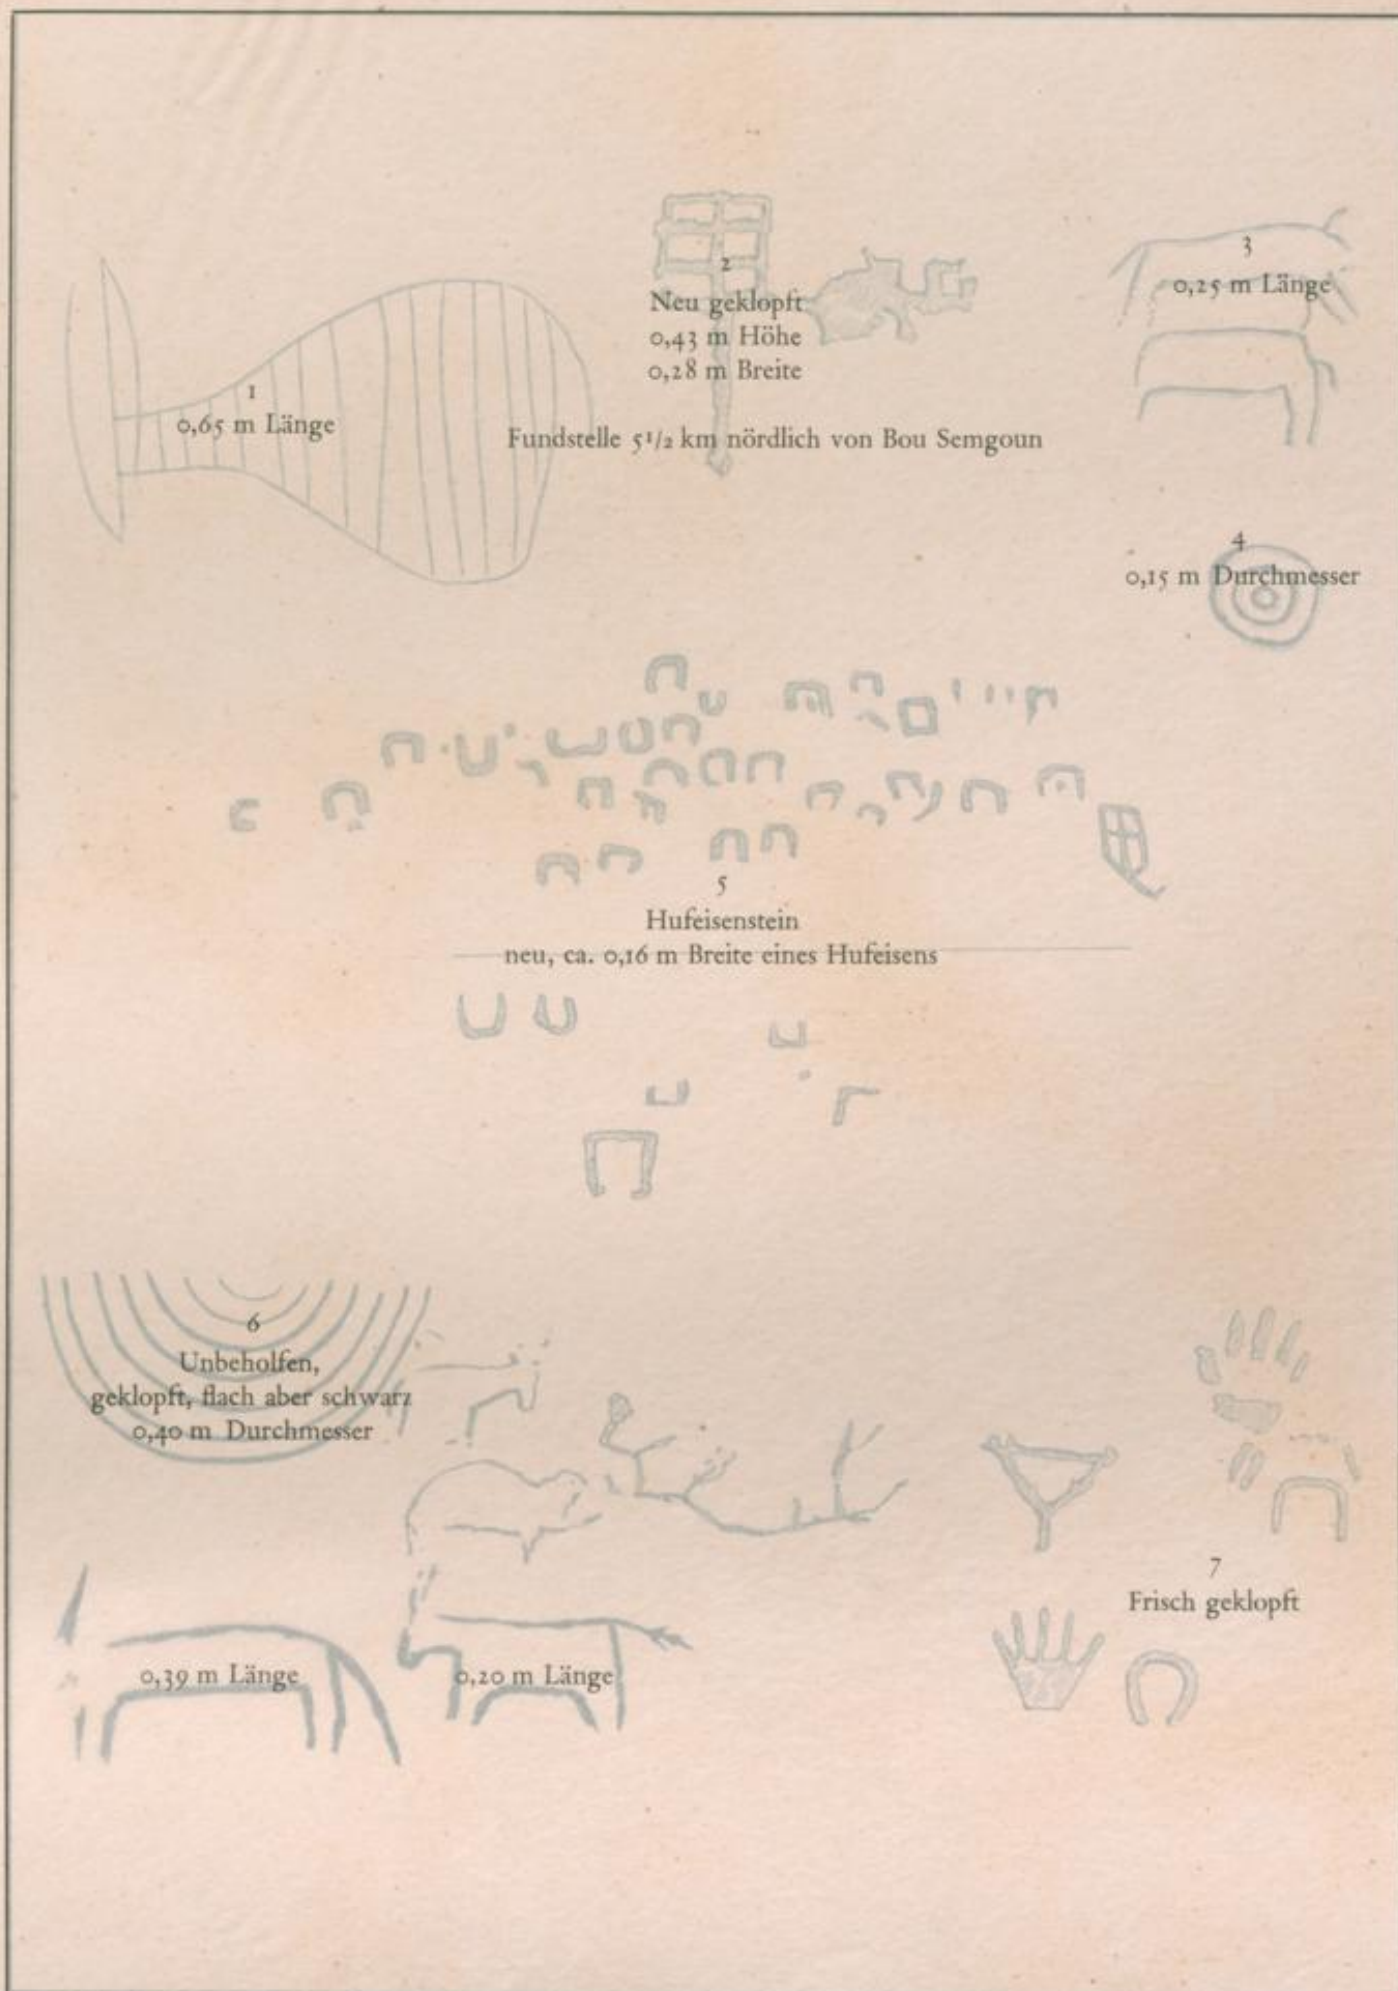 1
0,65 m Länge
2
Neu geklopft
0,43 m Höhe
0,28 m Breite
Fundstelle 5 1/2 km nördlich von Bou Semgoun
3
0,25 m Länge
4
0,15 m Durchmesser
5
Hufeisenstein
neu, ca. 0,16 m Breite eines Hufeisens
6
Unbeholfen,
geklopft, flach aber schwarz
0,40 m Durchmesser
0,39 m Länge
0,20 m Länge
7
Frisch geklopft